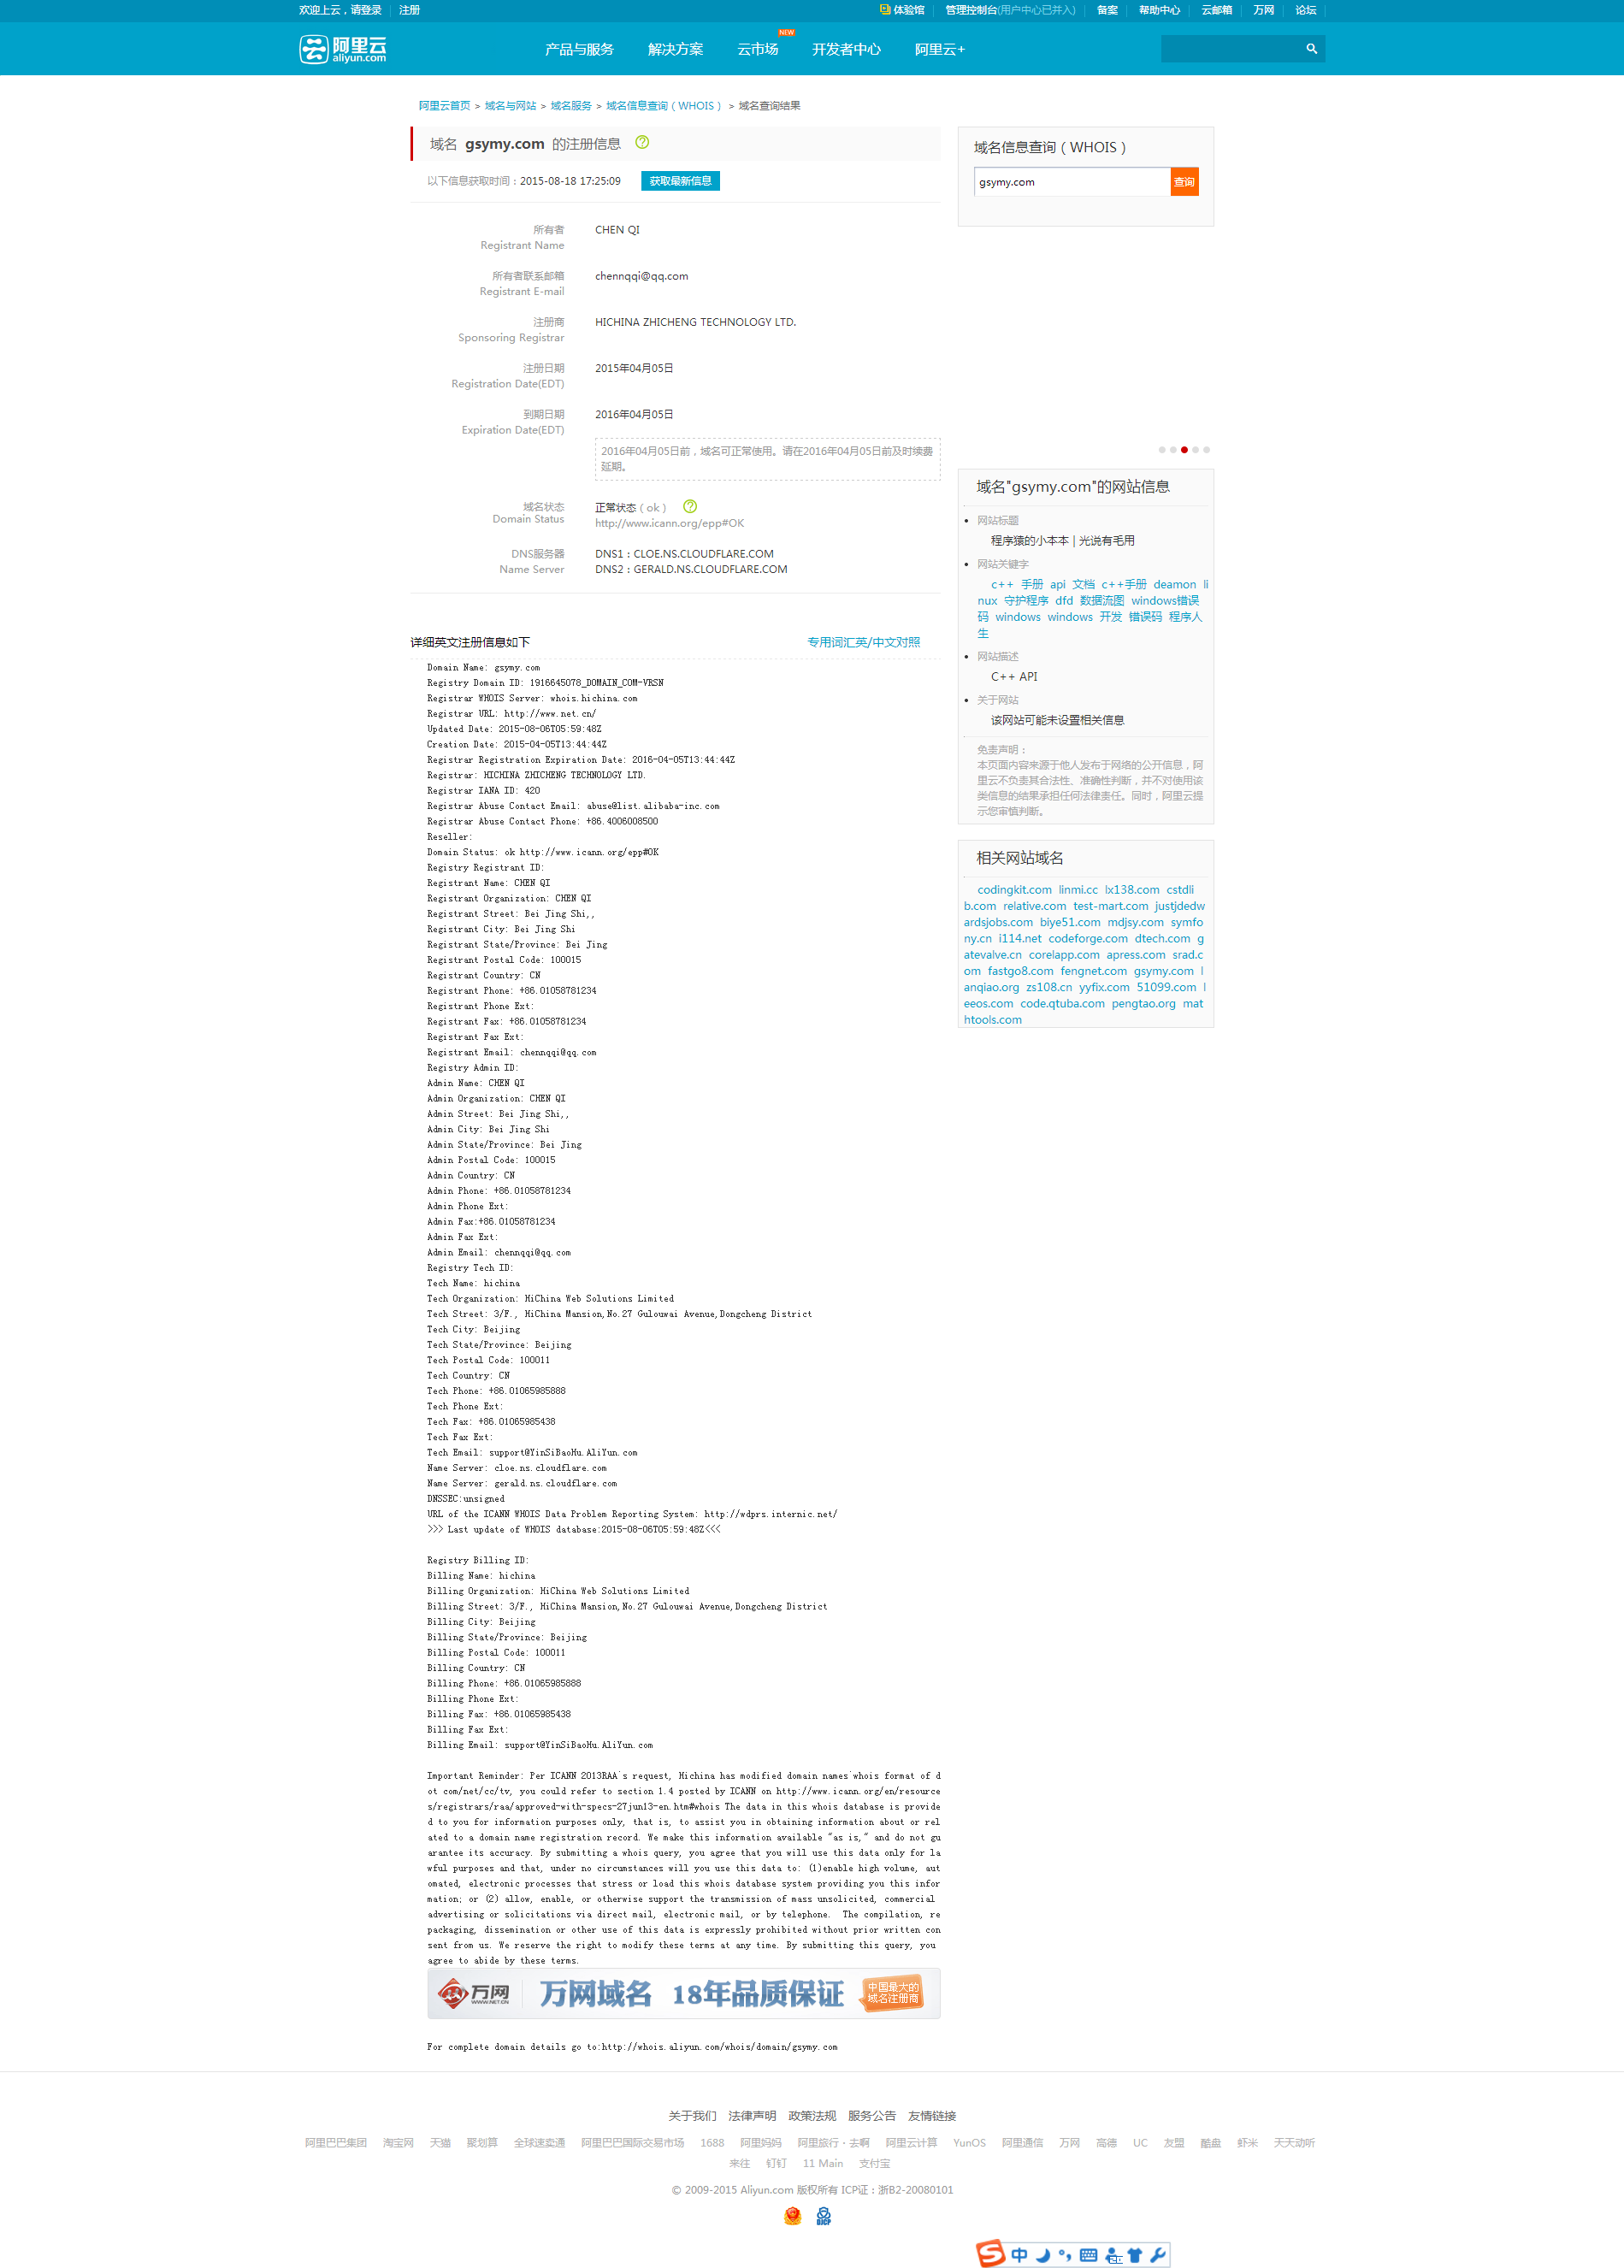 欢迎上云，请登录 注册 体验馆 管理控制台(用户中心已并入) 备案 帮助中心 云邮箱 万网 论坛
阿里云 aliyun.com 产品与服务 解决方案 云市场 NEW 开发者中心 阿里云+
阿里云首页 > 域名与网站 > 域名服务 > 域名信息查询（WHOIS） > 域名查询结果
域名 gsymy.com 的注册信息
以下信息获取时间：2015-08-18 17:25:09 获取最新信息
所有者 CHEN QI
Registrant Name
所有者联系邮箱 chennqqi@qq.com
Registrant E-mail
注册商 HICHINA ZHICHENG TECHNOLOGY LTD.
Sponsoring Registrar
注册日期 2015年04月05日
Registration Date(EDT)
到期日期 2016年04月05日
Expiration Date(EDT)
2016年04月05日前，域名可正常使用。请在2016年04月05日前及时续费
延期。
域名状态 正常状态（ok）
Domain Status http://www.icann.org/epp#OK
DNS服务器 DNS1：CLOE.NS.CLOUDFLARE.COM
Name Server DNS2：GERALD.NS.CLOUDFLARE.COM
详细英文注册信息如下 专用词汇英/中文对照
Domain Name: gsymy.com
Registry Domain ID: 1916645078_DOMAIN_COM-VRSN
Registrar WHOIS Server: whois.hichina.com
Registrar URL: http://www.net.cn/
Updated Date: 2015-08-06T05:59:48Z
Creation Date: 2015-04-05T13:44:44Z
Registrar Registration Expiration Date: 2016-04-05T13:44:44Z
Registrar: HICHINA ZHICHENG TECHNOLOGY LTD.
Registrar IANA ID: 420
Registrar Abuse Contact Email: abuse@list.alibaba-inc.com
Registrar Abuse Contact Phone: +86.4006008500
Reseller:
Domain Status: ok http://www.icann.org/epp#OK
Registry Registrant ID:
Registrant Name: CHEN QI
Registrant Organization: CHEN QI
Registrant Street: Bei Jing Shi,,
Registrant City: Bei Jing Shi
Registrant State/Province: Bei Jing
Registrant Postal Code: 100015
Registrant Country: CN
Registrant Phone: +86.01058781234
Registrant Phone Ext:
Registrant Fax: +86.01058781234
Registrant Fax Ext:
Registrant Email: chennqqi@qq.com
Registry Admin ID:
Admin Name: CHEN QI
Admin Organization: CHEN QI
Admin Street: Bei Jing Shi,,
Admin City: Bei Jing Shi
Admin State/Province: Bei Jing
Admin Postal Code: 100015
Admin Country: CN
Admin Phone: +86.01058781234
Admin Phone Ext:
Admin Fax:+86.01058781234
Admin Fax Ext:
Admin Email: chennqqi@qq.com
Registry Tech ID:
Tech Name: hichina
Tech Organization: HiChina Web Solutions Limited
Tech Street: 3/F., HiChina Mansion,No.27 Gulouwai Avenue,Dongcheng District
Tech City: Beijing
Tech State/Province: Beijing
Tech Postal Code: 100011
Tech Country: CN
Tech Phone: +86.01065985888
Tech Phone Ext:
Tech Fax: +86.01065985438
Tech Fax Ext:
Tech Email: support@YinSiBaoHu.AliYun.com
Name Server: cloe.ns.cloudflare.com
Name Server: gerald.ns.cloudflare.com
DNSSEC:unsigned
URL of the ICANN WHOIS Data Problem Reporting System: http://wdprs.internic.net/
>>> Last update of WHOIS database:2015-08-06T05:59:48Z<<<
Registry Billing ID:
Billing Name: hichina
Billing Organization: HiChina Web Solutions Limited
Billing Street: 3/F., HiChina Mansion,No.27 Gulouwai Avenue,Dongcheng District
Billing City: Beijing
Billing State/Province: Beijing
Billing Postal Code: 100011
Billing Country: CN
Billing Phone: +86.01065985888
Billing Phone Ext:
Billing Fax: +86.01065985438
Billing Fax Ext:
Billing Email: support@YinSiBaoHu.AliYun.com
Important Reminder: Per ICANN 2013RAA`s request, Hichina has modified domain names`whois format of d
ot com/net/cc/tv, you could refer to section 1.4 posted by ICANN on http://www.icann.org/en/resource
s/registrars/raa/approved-with-specs-27jun13-en.htm#whois The data in this whois database is provide
d to you for information purposes only, that is, to assist you in obtaining information about or rel
ated to a domain name registration record. We make this information available "as is," and do not gu
arantee its accuracy. By submitting a whois query, you agree that you will use this data only for la
wful purposes and that, under no circumstances will you use this data to: (1)enable high volume, aut
omated, electronic processes that stress or load this whois database system providing you this infor
mation; or (2) allow, enable, or otherwise support the transmission of mass unsolicited, commercial
advertising or solicitations via direct mail, electronic mail, or by telephone. The compilation, re
packaging, dissemination or other use of this data is expressly prohibited without prior written con
sent from us. We reserve the right to modify these terms at any time. By submitting this query, you
agree to abide by these terms.
万网 WWW.NET.CN 万网域名 18年品质保证 中国最大的
域名注册商
For complete domain details go to:http://whois.aliyun.com/whois/domain/gsymy.com
域名信息查询（WHOIS）
gsymy.com 查询
域名"gsymy.com"的网站信息
网站标题
程序猿的小本本 | 光说有毛用
网站关键字
c++ 手册 api 文档 c++手册 deamon li
nux 守护程序 dfd 数据流图 windows错误
码 windows windows 开发 错误码 程序人
生
网站描述
C++ API
关于网站
该网站可能未设置相关信息
免责声明：
本页面内容来源于他人发布于网络的公开信息，阿
里云不负责其合法性、准确性判断，并不对使用该
类信息的结果承担任何法律责任。同时，阿里云提
示您审慎判断。
相关网站域名
codingkit.com linmi.cc lx138.com cstdli
b.com relative.com test-mart.com justjdedw
ardsjobs.com biye51.com mdjsy.com symfo
ny.cn i114.net codeforge.com dtech.com g
atevalve.cn corelapp.com apress.com srad.c
om fastgo8.com fengnet.com gsymy.com l
anqiao.org zs108.cn yyfix.com 51099.com l
eeos.com code.qtuba.com pengtao.org mat
htools.com
关于我们 法律声明 政策法规 服务公告 友情链接
阿里巴巴集团 淘宝网 天猫 聚划算 全球速卖通 阿里巴巴国际交易市场 1688 阿里妈妈 阿里旅行·去啊 阿里云计算 YunOS 阿里通信 万网 高德 UC 友盟 酷盘 虾米 天天动听
来往 钉钉 11 Main 支付宝
© 2009-2015 Aliyun.com 版权所有 ICP证：浙B2-20080101
中